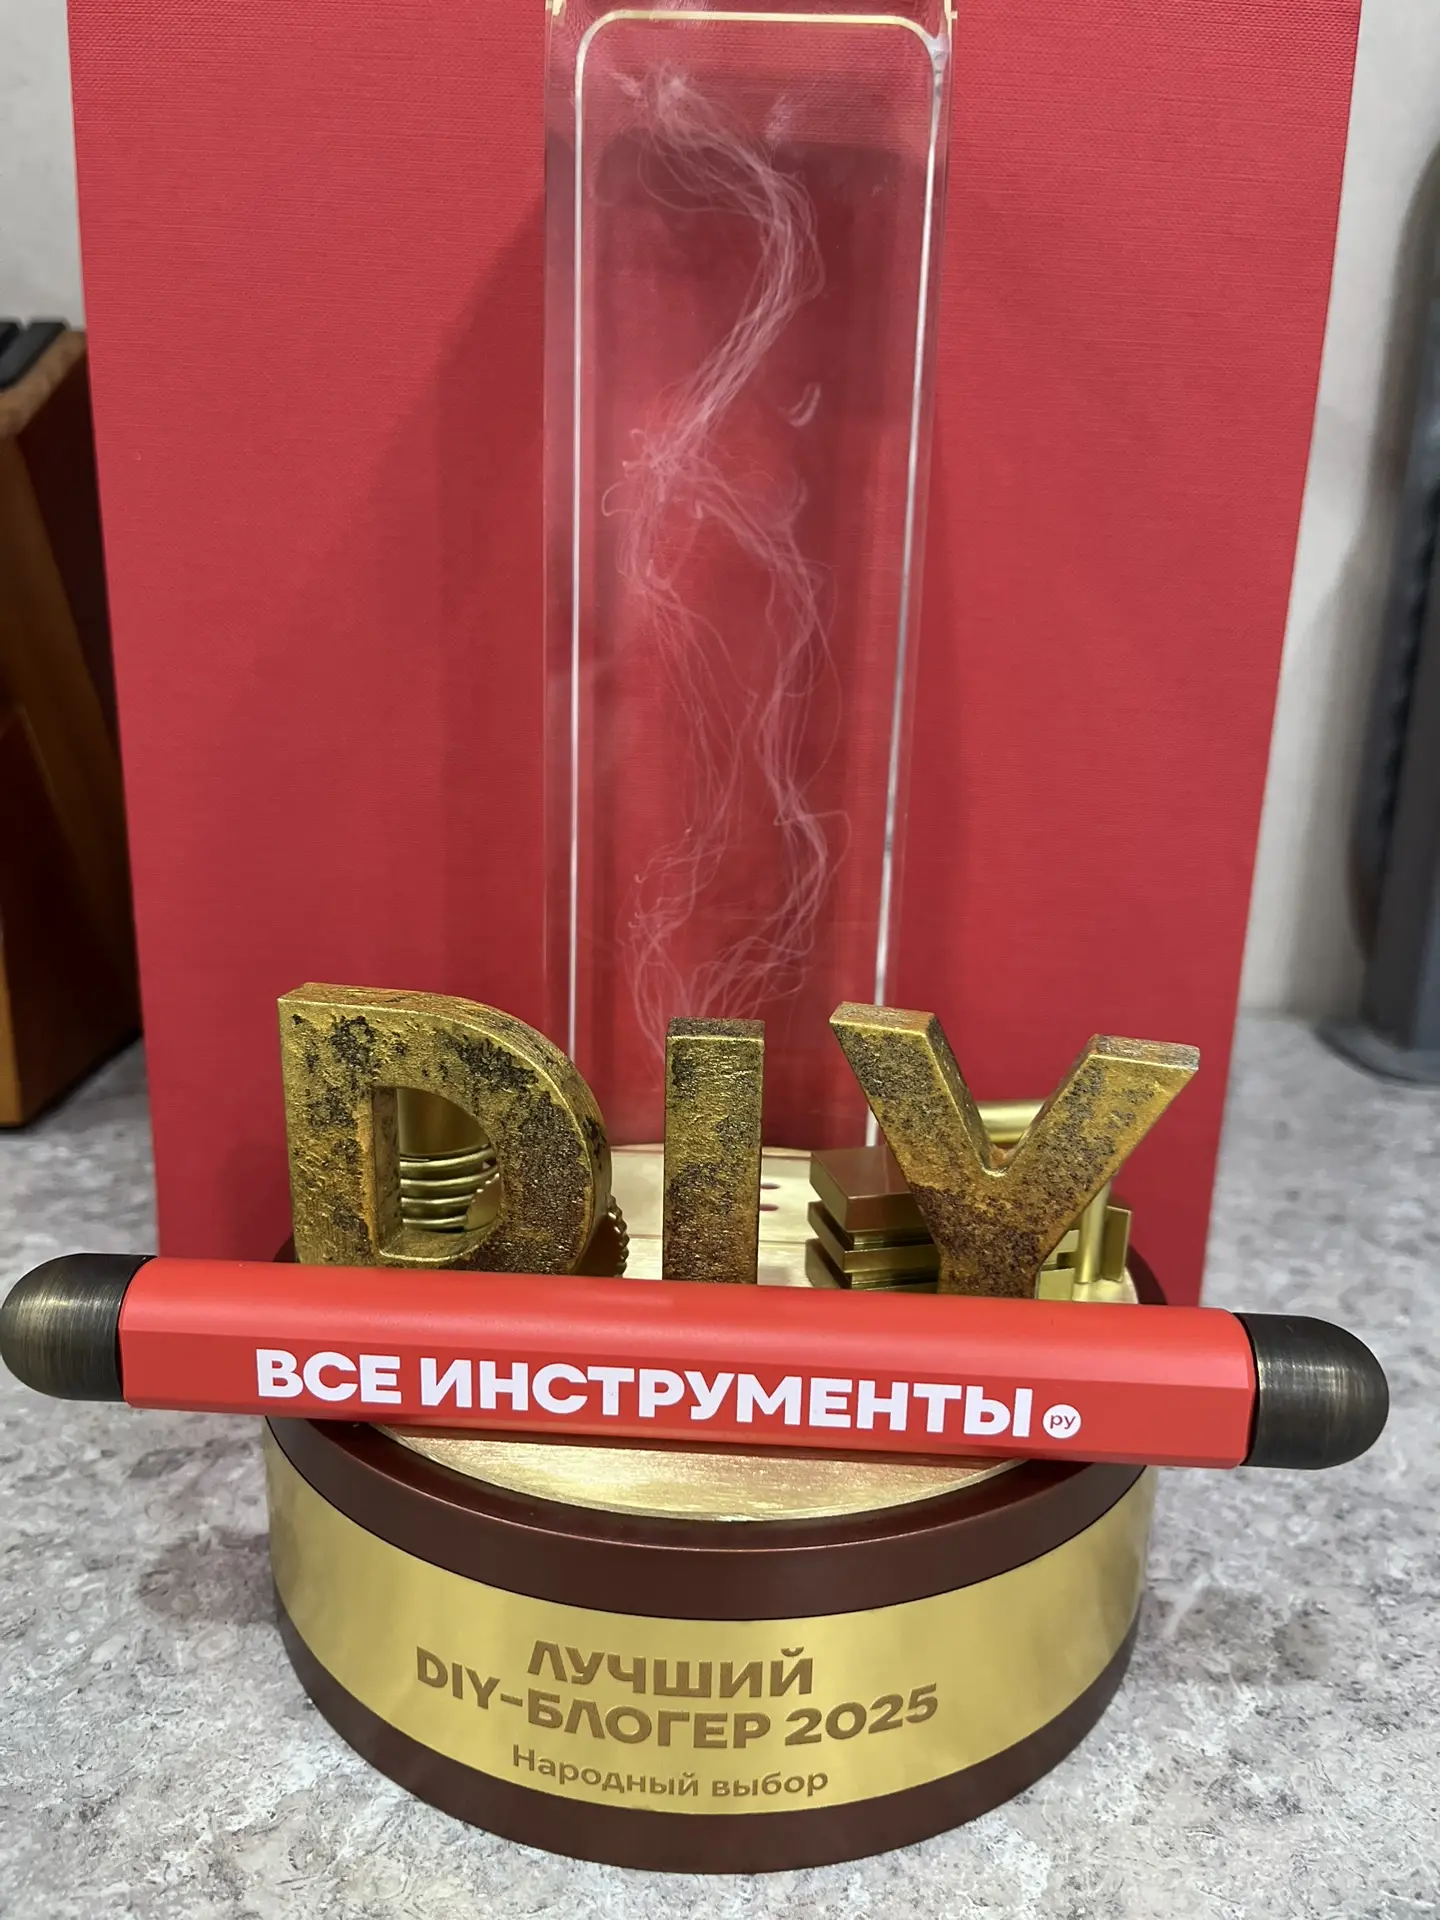 DIY
ВСЕ ИНСТРУМЕНТЫ ру
ЛУЧШИЙ
DIY-БЛОГЕР 2025
Народный выбор